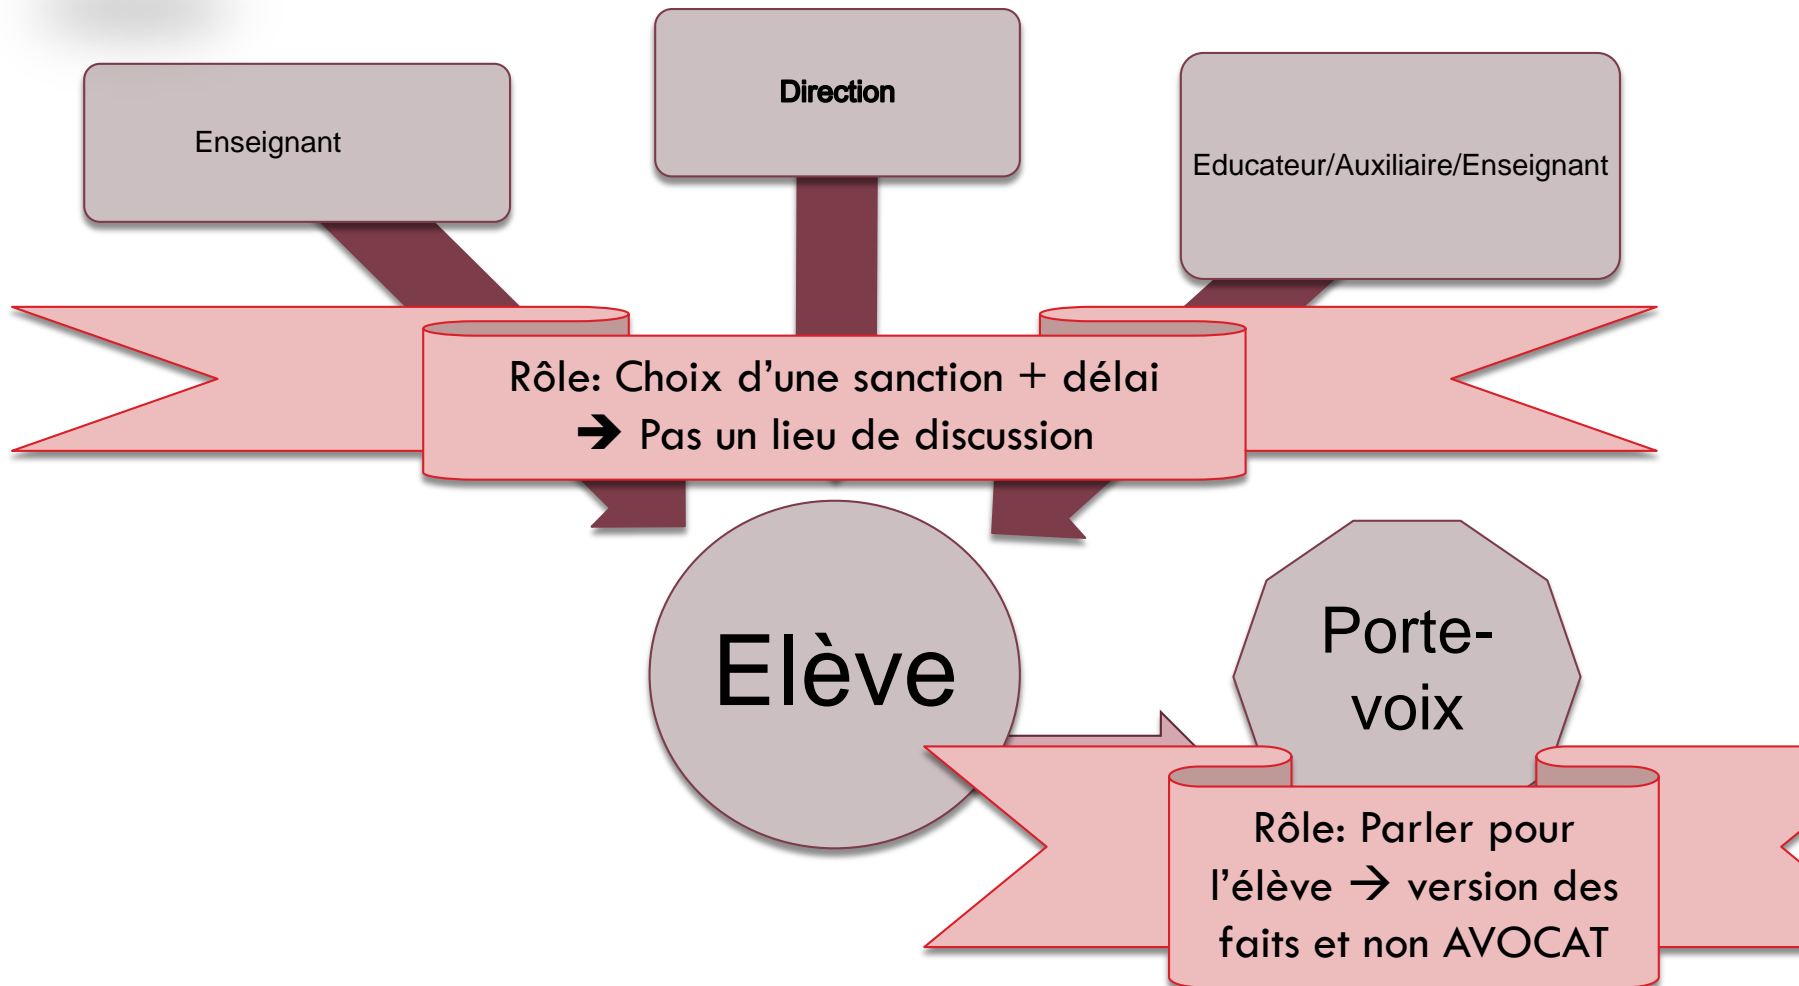 Direction
Enseignant
Educateur/Auxiliaire/Enseignant
Rôle: Choix d’une sanction + délai
➔ Pas un lieu de discussion
Elève
Porte-
voix
Rôle: Parler pour
l’élève → version des
faits et non AVOCAT